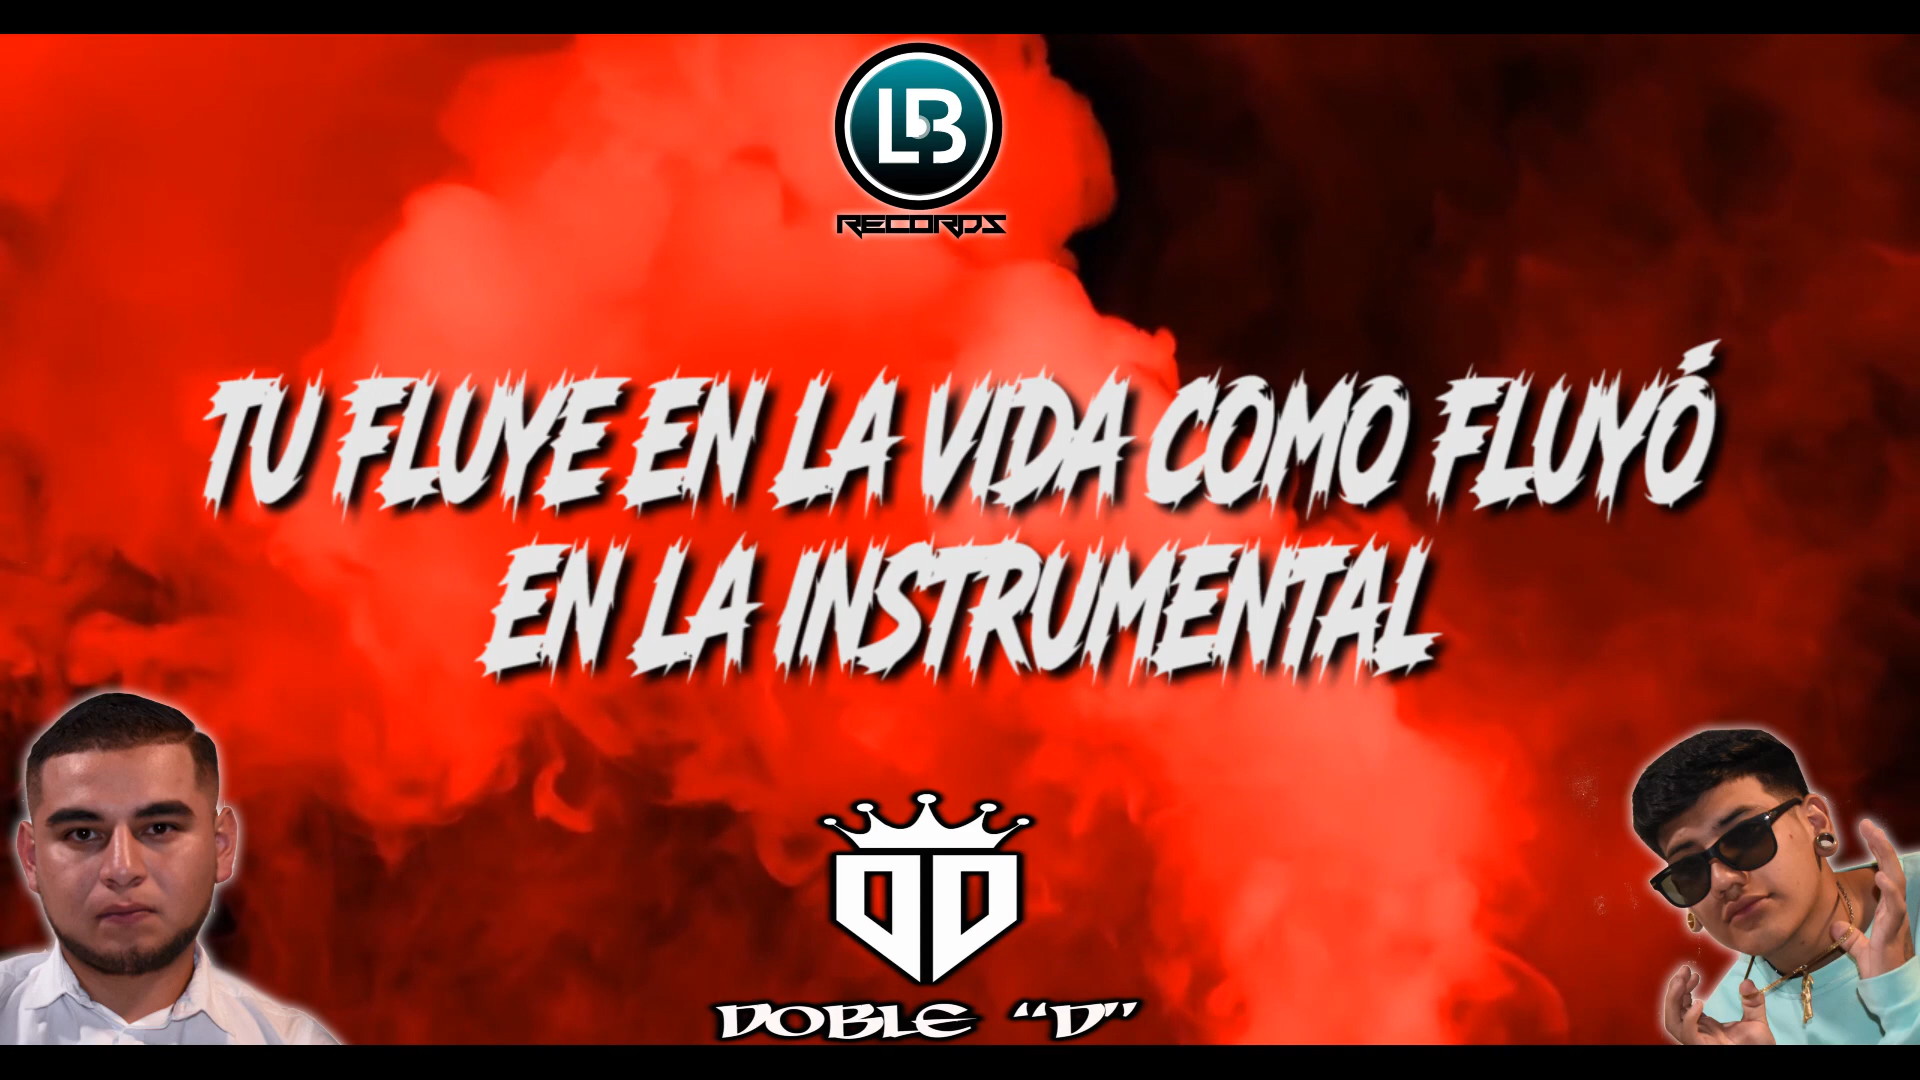 LB
RECORDS
TU FLUYE EN LA VIDA COMO FLUYÓ
EN LA INSTRUMENTAL
DD
DOBLE “D”